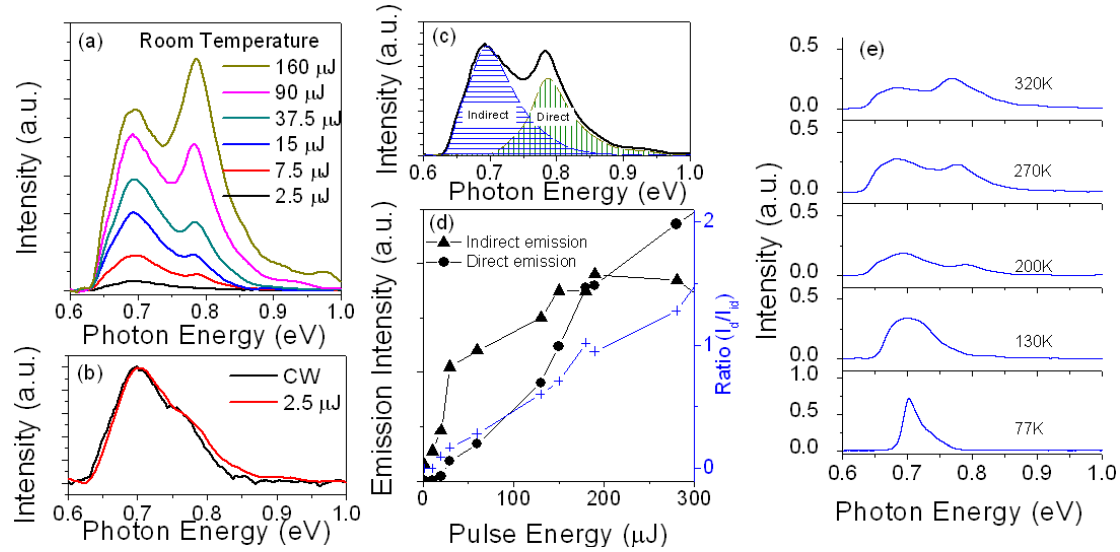 (a)
Room Temperature
160 μJ
90 μJ
37.5 μJ
15 μJ
7.5 μJ
2.5 μJ
Intensity (a.u.)
0.6 0.7 0.8 0.9 1.0
Photon Energy (eV)
(b)
CW
2.5 μJ
Intensity (a.u.)
0.6 0.7 0.8 0.9 1.0
Photon Energy (eV)
(c)
Indirect
Direct
Intensity (a.u.)
0.6 0.7 0.8 0.9 1.0
Photon Energy (eV)
(d)
Indirect emission
Direct emission
Emission Intensity (a.u.)
2
1
0
Ratio (I_d/I_id)
0 100 200 300
Pulse Energy (μJ)
(e)
0.5
320K
0.0
0.5
270K
0.0
0.5
200K
0.0
0.5
130K
0.0
1.0
0.5
77K
0.0
Intensity (a.u.)
0.6 0.7 0.8 0.9 1.0
Photon Energy (eV)